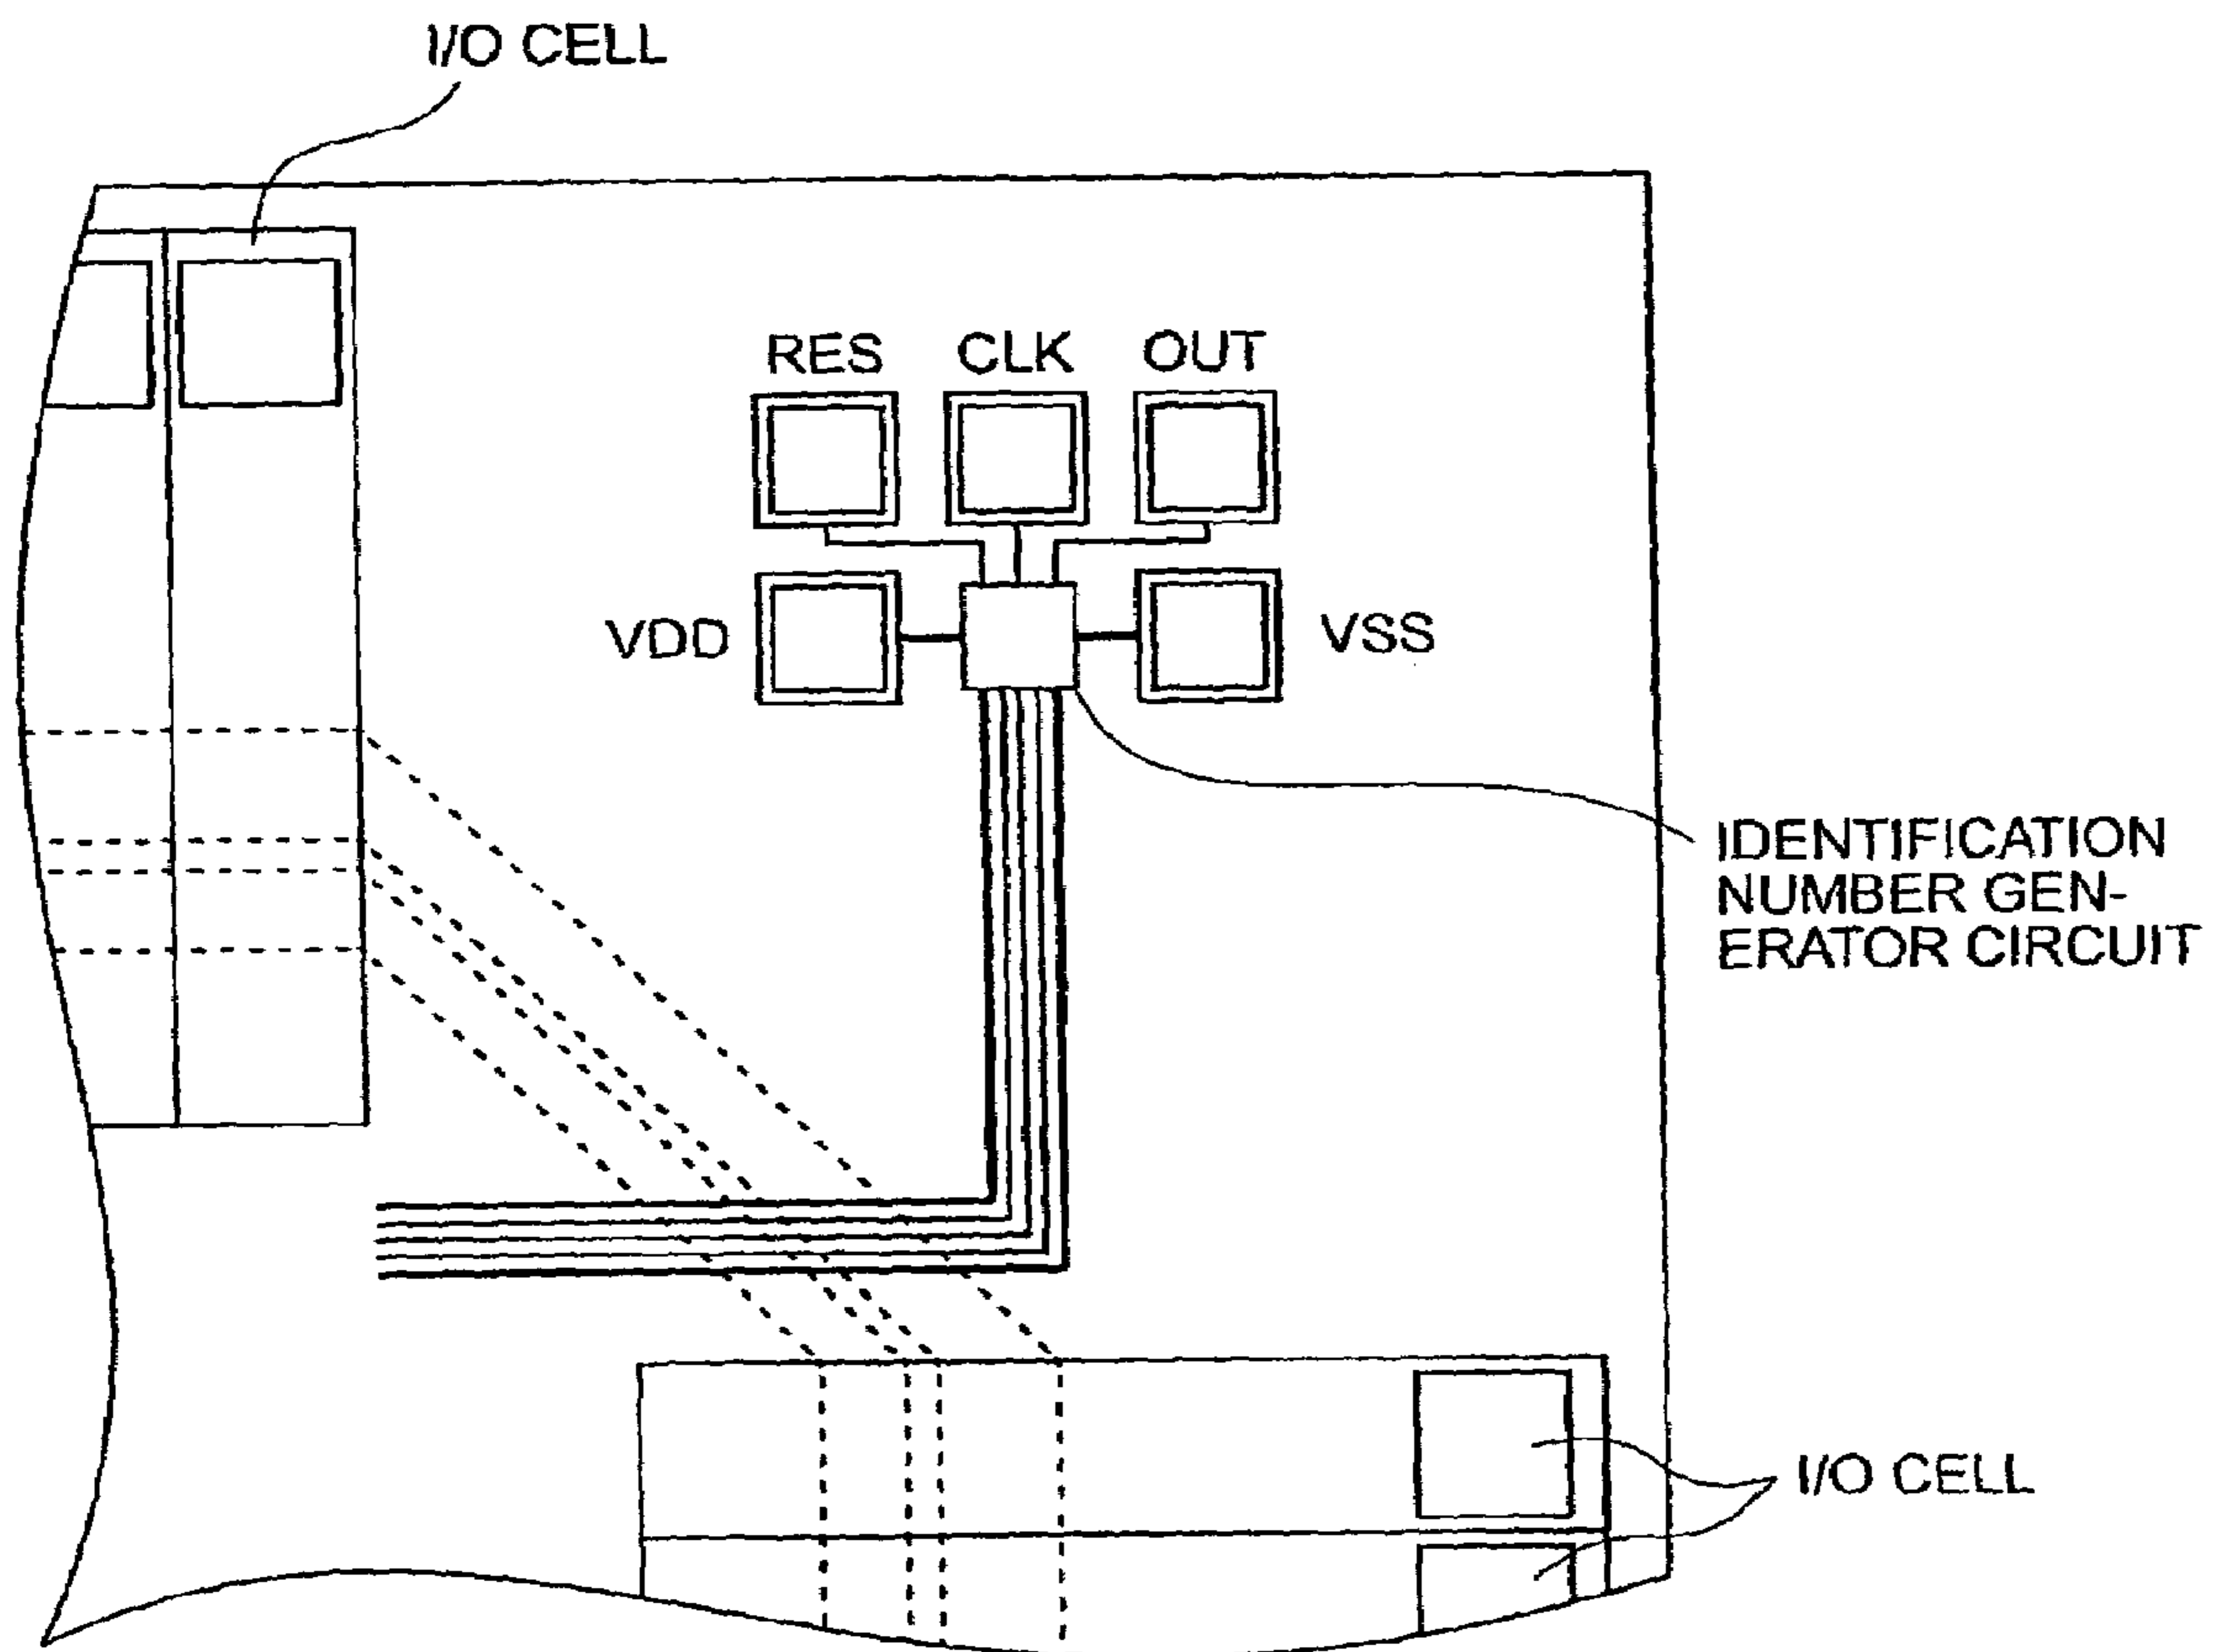 I/O CELL
RES CLK OUT
VDD
VSS
IDENTIFICATION
NUMBER GEN-
ERATOR CIRCUIT
I/O CELL